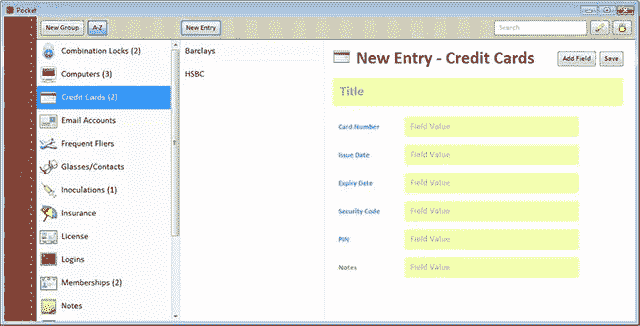 Pocket
New Group A-Z New Entry Search
Combination Locks (2)
Computers (3)
Credit Cards (2)
Email Accounts
Frequent Fliers
Glasses/Contacts
Inoculations (1)
Insurance
License
Logins
Memberships (2)
Notes
Barclays
HSBC
New Entry - Credit Cards Add Field Save
Title
Card Number Field Value
Issue Date Field Value
Expiry Date Field Value
Security Code Field Value
PIN Field Value
Notes Field Value